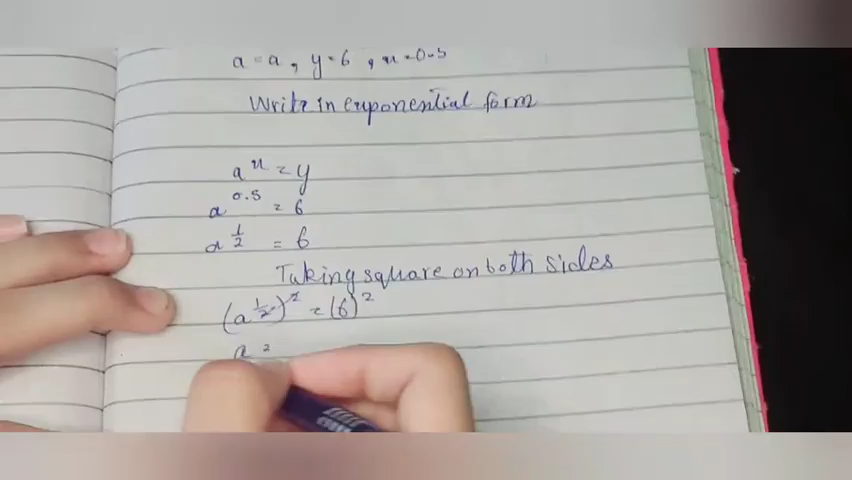 a = a, y = 6, x = 0.5
Write in exponential form
a^x = y
a^0.5 = 6
a^1/2 = 6
Taking square on both sides
(a^1/2)^2 = (6)^2
a =